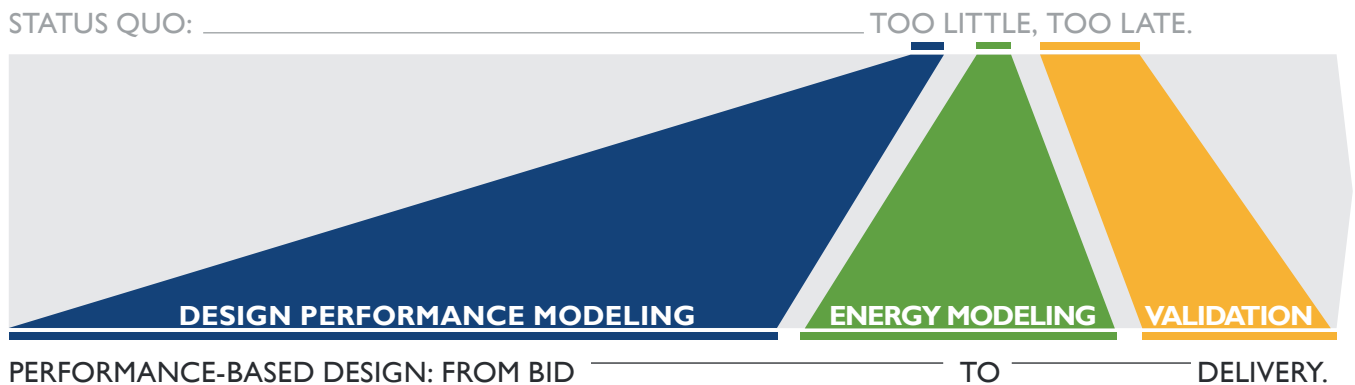 STATUS QUO: TOO LITTLE, TOO LATE.
DESIGN PERFORMANCE MODELING ENERGY MODELING VALIDATION
PERFORMANCE-BASED DESIGN: FROM BID TO DELIVERY.